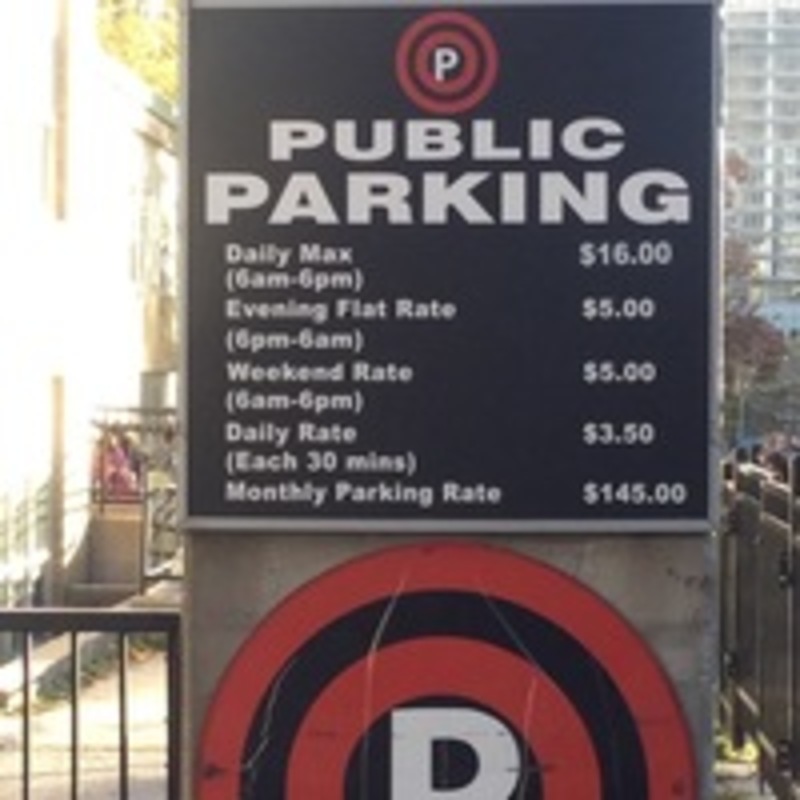 P
PUBLIC
PARKING
Daily Max $16.00
(6am-6pm)
Evening Flat Rate $5.00
(6pm-6am)
Weekend Rate $5.00
(6am-6pm)
Daily Rate $3.50
(Each 30 mins)
Monthly Parking Rate $145.00
P